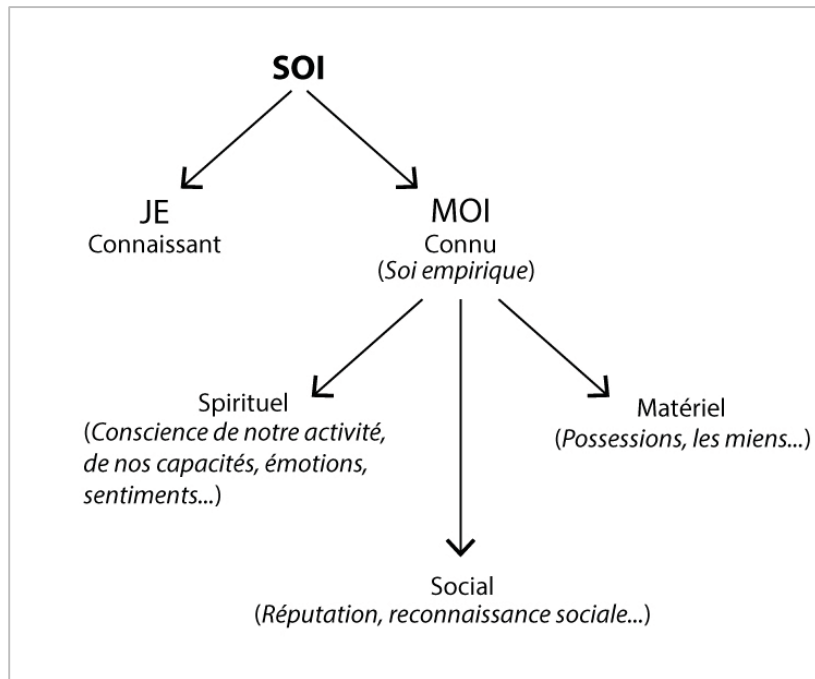 SOI
JE
Connaissant
MOI
Connu
(Soi empirique)
Spirituel
(Conscience de notre activité,
de nos capacités, émotions,
sentiments...)
Matériel
(Possessions, les miens...)
Social
(Réputation, reconnaissance sociale...)